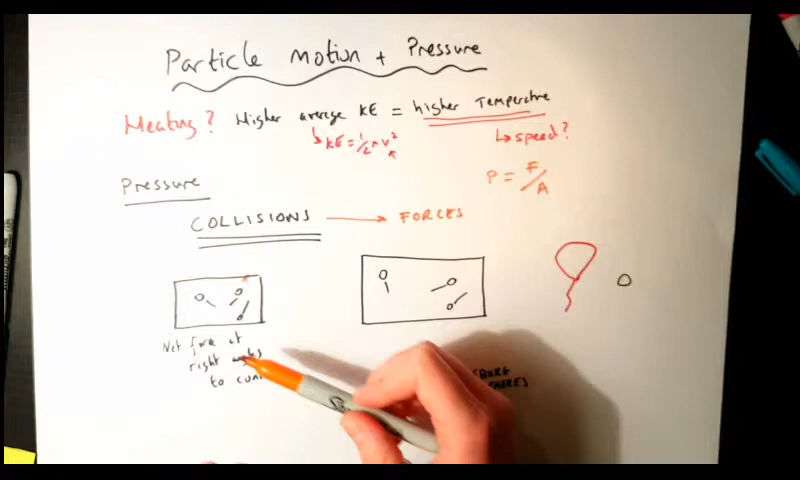 Particle motion + Pressure
Heating? Higher average KE = higher Temperature
↳ KE = ½mv²
↳ speed?
Pressure
P = F/A
COLLISIONS → FORCES
Net force at
right angles
to